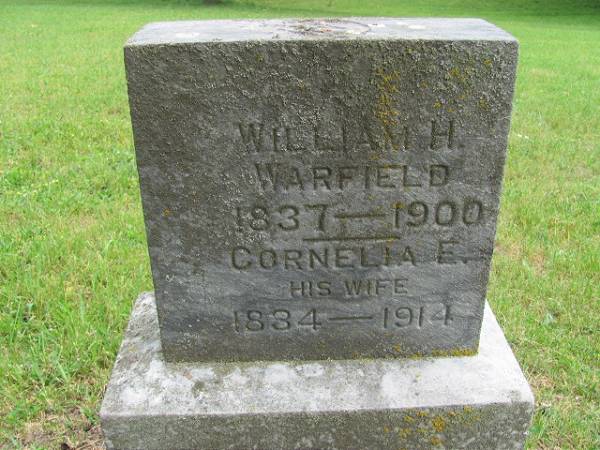 WILLIAM H.
WARFIELD
1837—1900
CORNELIA E.
HIS WIFE
1834—1914